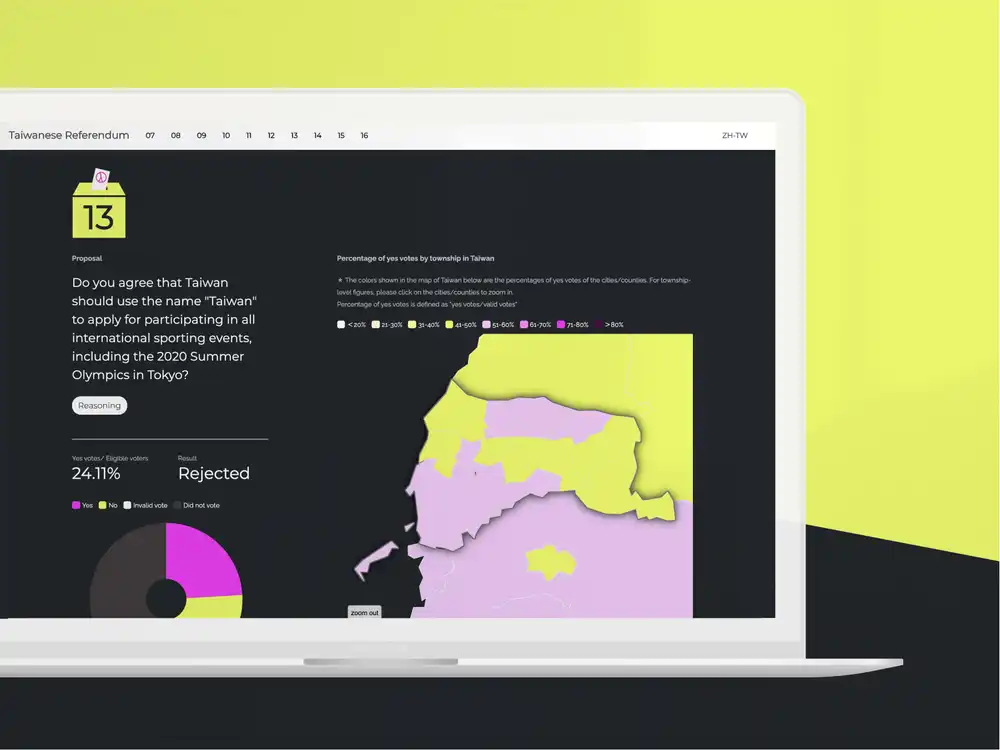 Taiwanese Referendum 07 08 09 10 11 12 13 14 15 16 ZH-TW
13
Proposal
Do you agree that Taiwan
should use the name "Taiwan"
to apply for participating in all
international sporting events,
including the 2020 Summer
Olympics in Tokyo?
Reasoning
Yes votes/ Eligible voters Result
24.11% Rejected
Yes No Invalid vote Did not vote
Percentage of yes votes by township in Taiwan
★ The colors shown in the map of Taiwan below are the percentages of yes votes of the cities/counties. For township-
level figures, please click on the cities/counties to zoom in.
Percentage of yes votes is defined as "yes votes/valid votes"
<20% 21-30% 31-40% 41-50% 51-60% 61-70% 71-80% >80%
zoom out